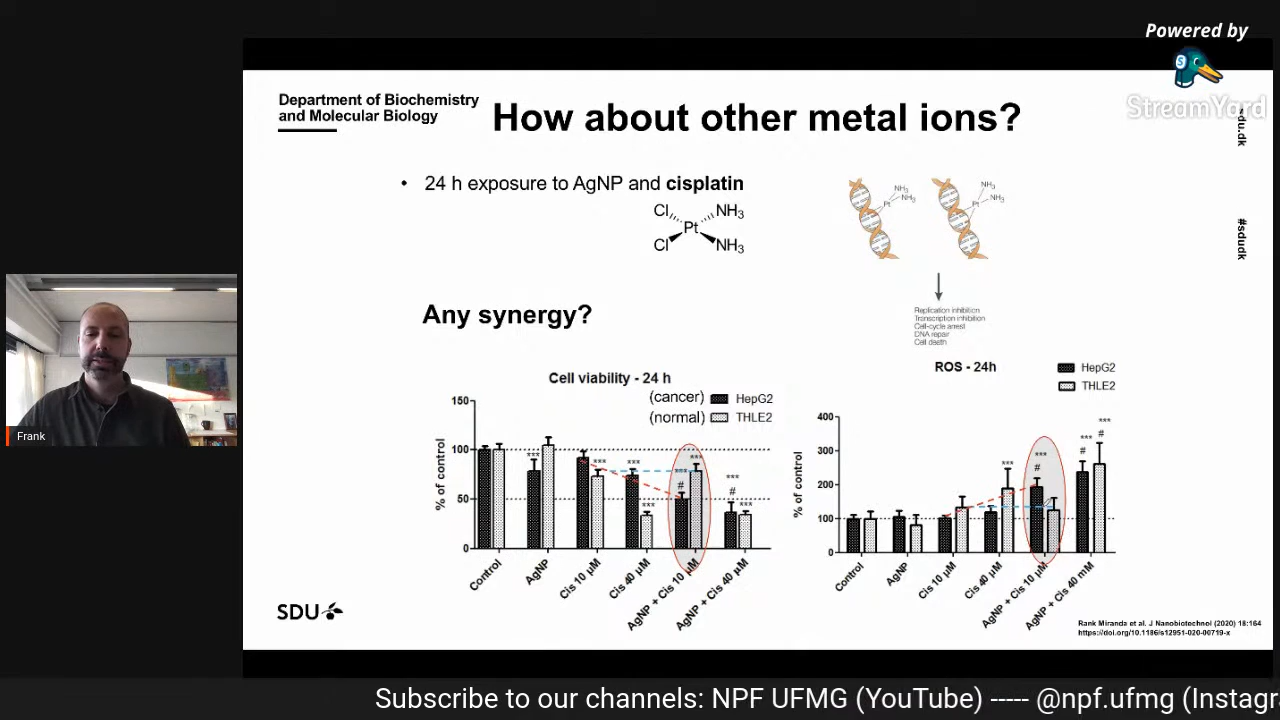 Powered by
StreamYard
Department of Biochemistry
and Molecular Biology
How about other metal ions?
sdu.dk
#sdudk
• 24 h exposure to AgNP and cisplatin
Cl NH3
Pt
Cl NH3
NH3
NH3
Pt
NH3
NH3
Pt
Replication inhibition
Transcription inhibition
Cell-cycle arrest
DNA repair
Cell death
Any synergy?
Cell viability - 24 h
(cancer) HepG2
(normal) THLE2
% of control
150
100
50
0
***
***
***
***
***
#
***
***
#
***
Control
AgNP
Cis 10 µM
Cis 40 µM
AgNP + Cis 10 µM
AgNP + Cis 40 µM
ROS - 24h
HepG2
THLE2
% of control
400
300
200
100
0
***
***
#
***
#
***
#
Control
AgNP
Cis 10 µM
Cis 40 µM
AgNP + Cis 10 µM
AgNP + Cis 40 mM
Frank
SDU
Rank Miranda et al. J Nanobiotechnol (2020) 18:164
https://doi.org/10.1186/s12951-020-00719-x
Subscribe to our channels: NPF UFMG (YouTube) ----- @npf.ufmg (Instagr